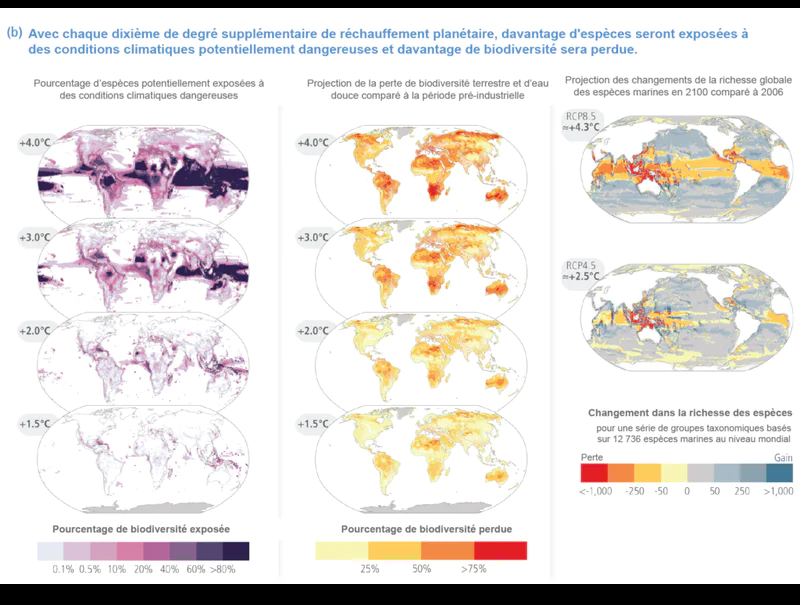 (b) Avec chaque dixième de degré supplémentaire de réchauffement planétaire, davantage d'espèces seront exposées à
des conditions climatiques potentiellement dangereuses et davantage de biodiversité sera perdue.
Pourcentage d'espèces potentiellement exposées à
des conditions climatiques dangereuses
+4.0°C
+3.0°C
+2.0°C
+1.5°C
Pourcentage de biodiversité exposée
0.1% 0.5% 10% 20% 40% 60% >80%
Projection de la perte de biodiversité terrestre et d'eau
douce comparé à la période pré-industrielle
+4.0°C
+3.0°C
+2.0°C
+1.5°C
Pourcentage de biodiversité perdue
25% 50% >75%
Projection des changements de la richesse globale
des espèces marines en 2100 comparé à 2006
RCP8.5
≈+4.3°C
RCP4.5
≈+2.5°C
Changement dans la richesse des espèces
pour une série de groupes taxonomiques basés
sur 12 736 espèces marines au niveau mondial
Perte Gain
<-1,000 -250 -50 0 50 250 >1,000